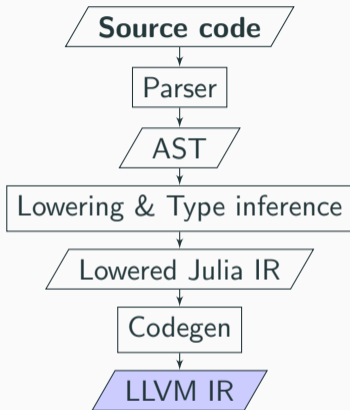 Source code
Parser
AST
Lowering & Type inference
Lowered Julia IR
Codegen
LLVM IR